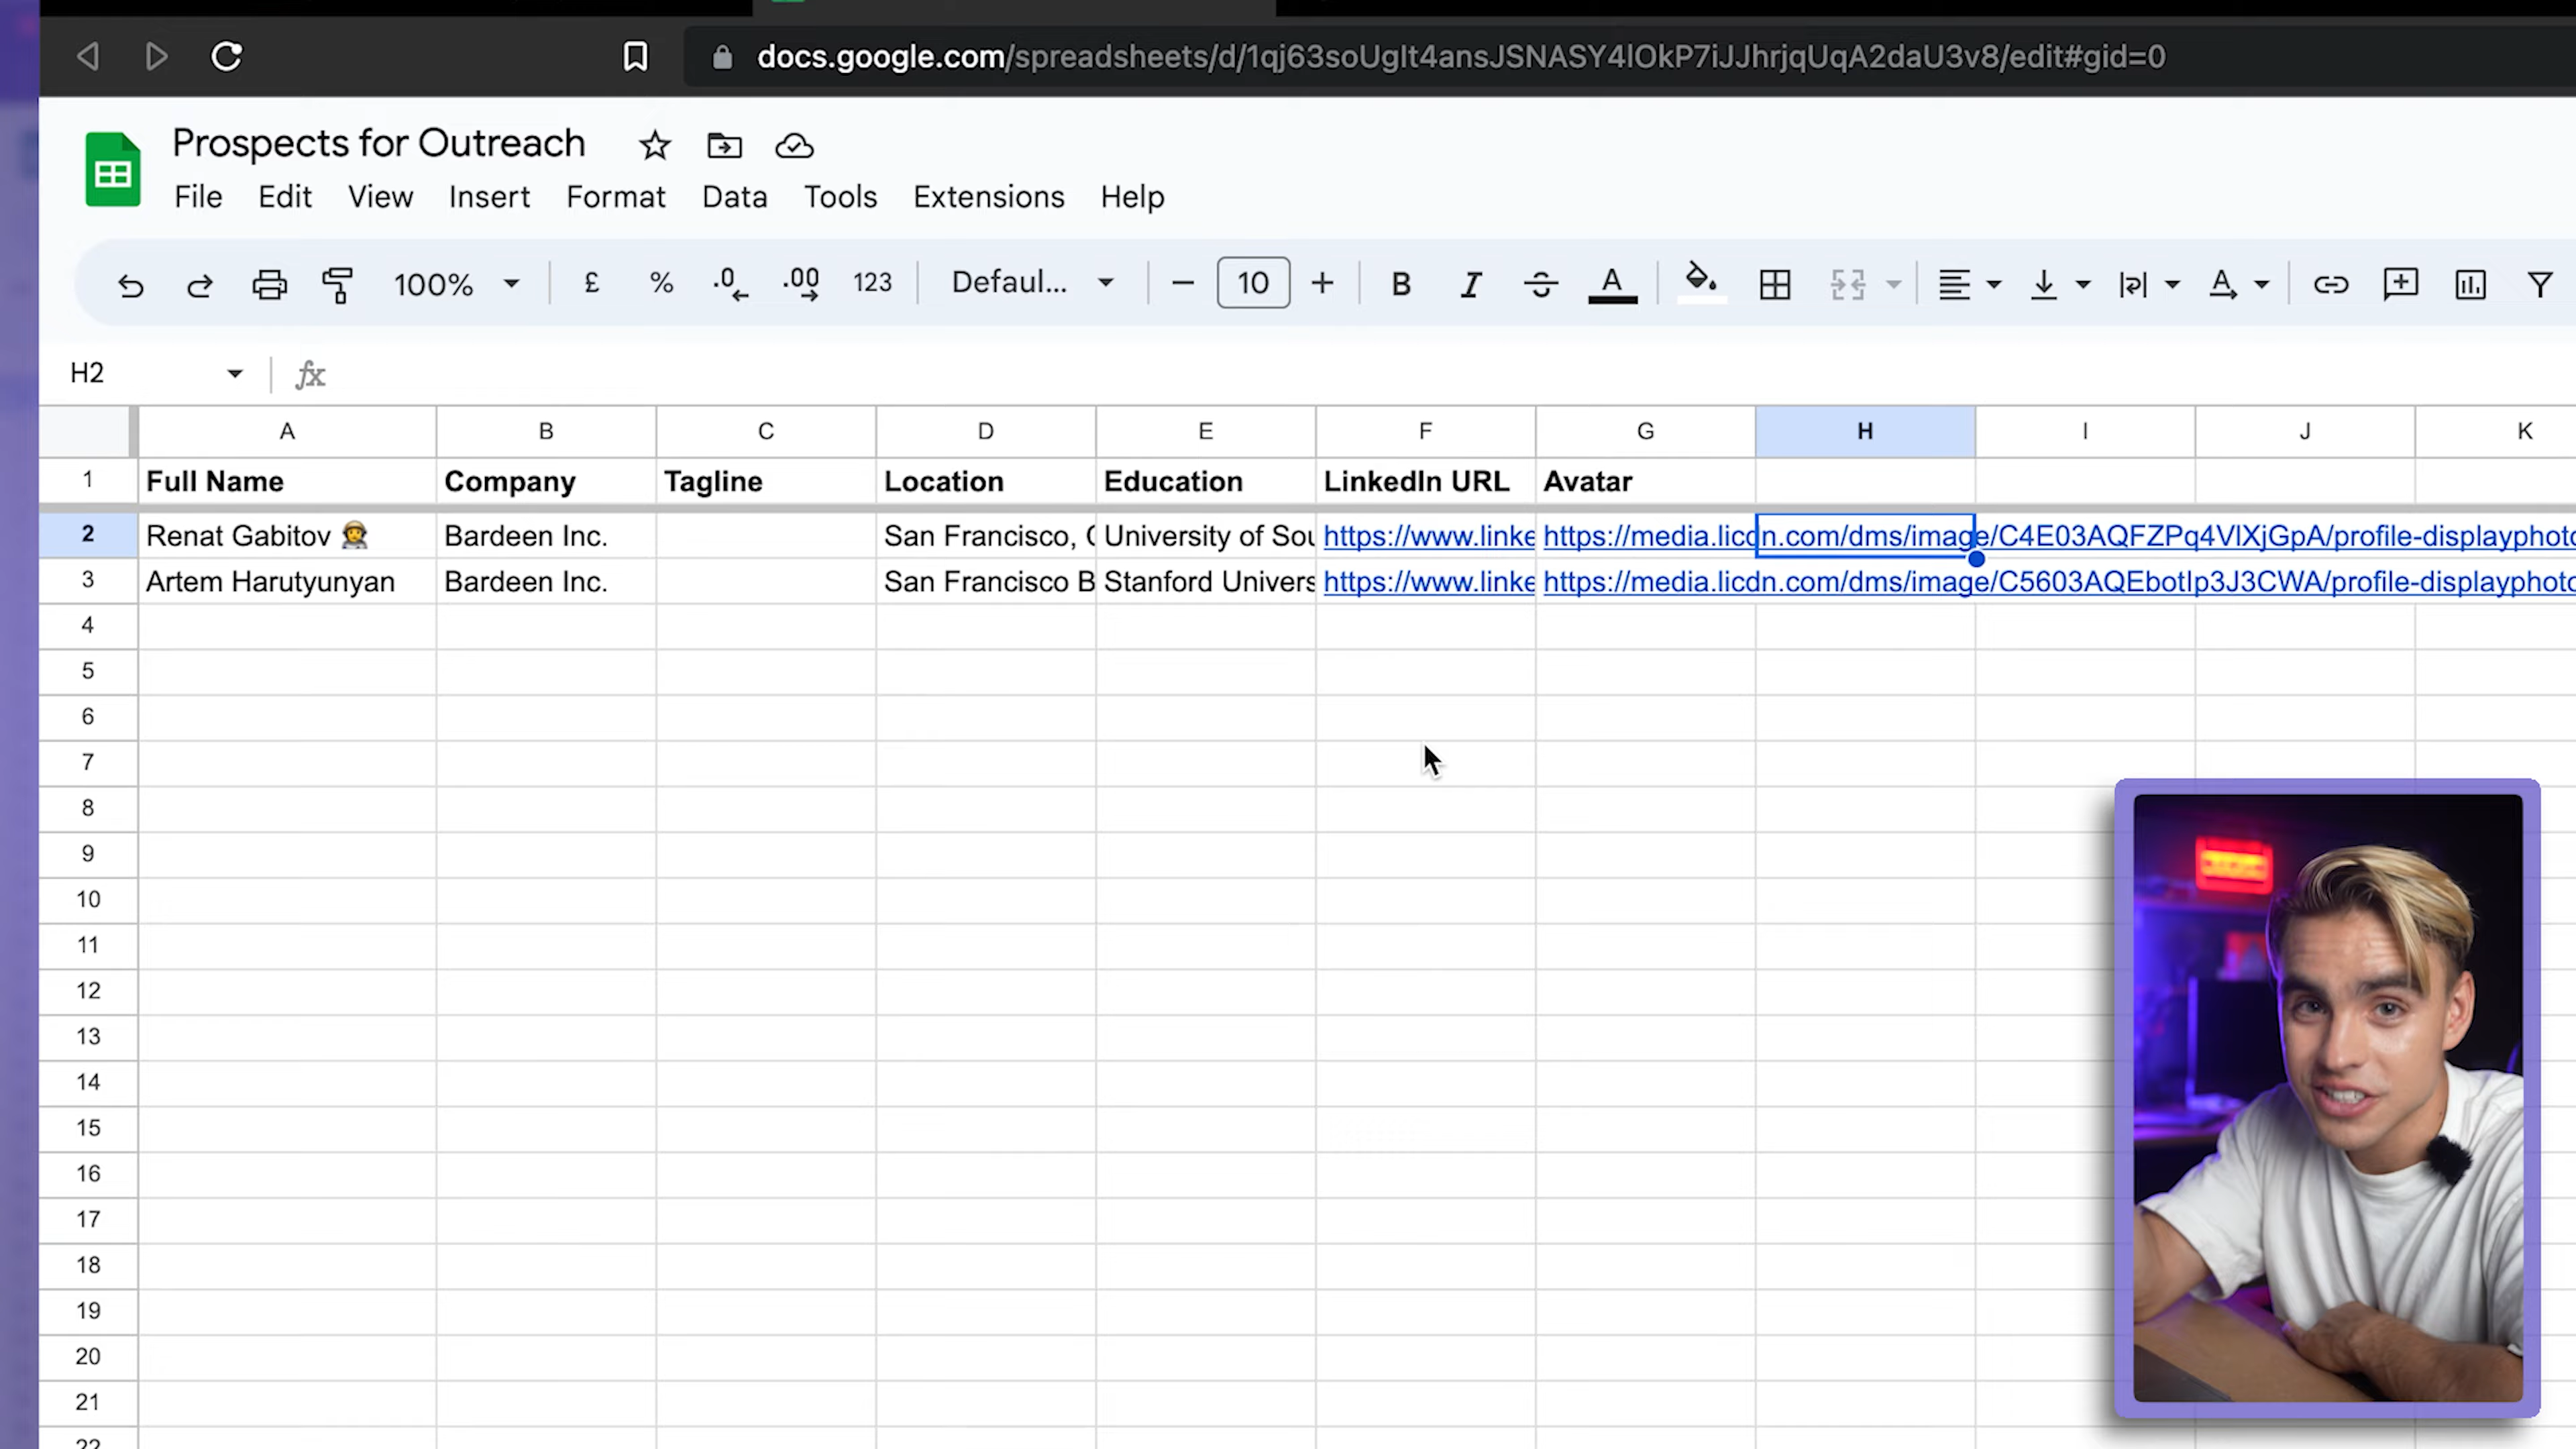 docs.google.com/spreadsheets/d/1qj63soUglt4ansJSNASY4lOkP7iJJhrjqUqA2daU3v8/edit#gid=0
Prospects for Outreach
File Edit View Insert Format Data Tools Extensions Help
100% £ % .0 .00 123 Defaul... − 10 + B I S A
H2 fx
A B C D E F G H I J K
1 Full Name Company Tagline Location Education LinkedIn URL Avatar
2 Renat Gabitov Bardeen Inc. San Francisco, University of Sou https://www.linke https://media.licdn.com/dms/image/C4E03AQFZPq4VlXjGpA/profile-displayphoto
3 Artem Harutyunyan Bardeen Inc. San Francisco B Stanford Univers https://www.linke https://media.licdn.com/dms/image/C5603AQEbotIp3J3CWA/profile-displayphoto
4
5
6
7
8
9
10
11
12
13
14
15
16
17
18
19
20
21
22